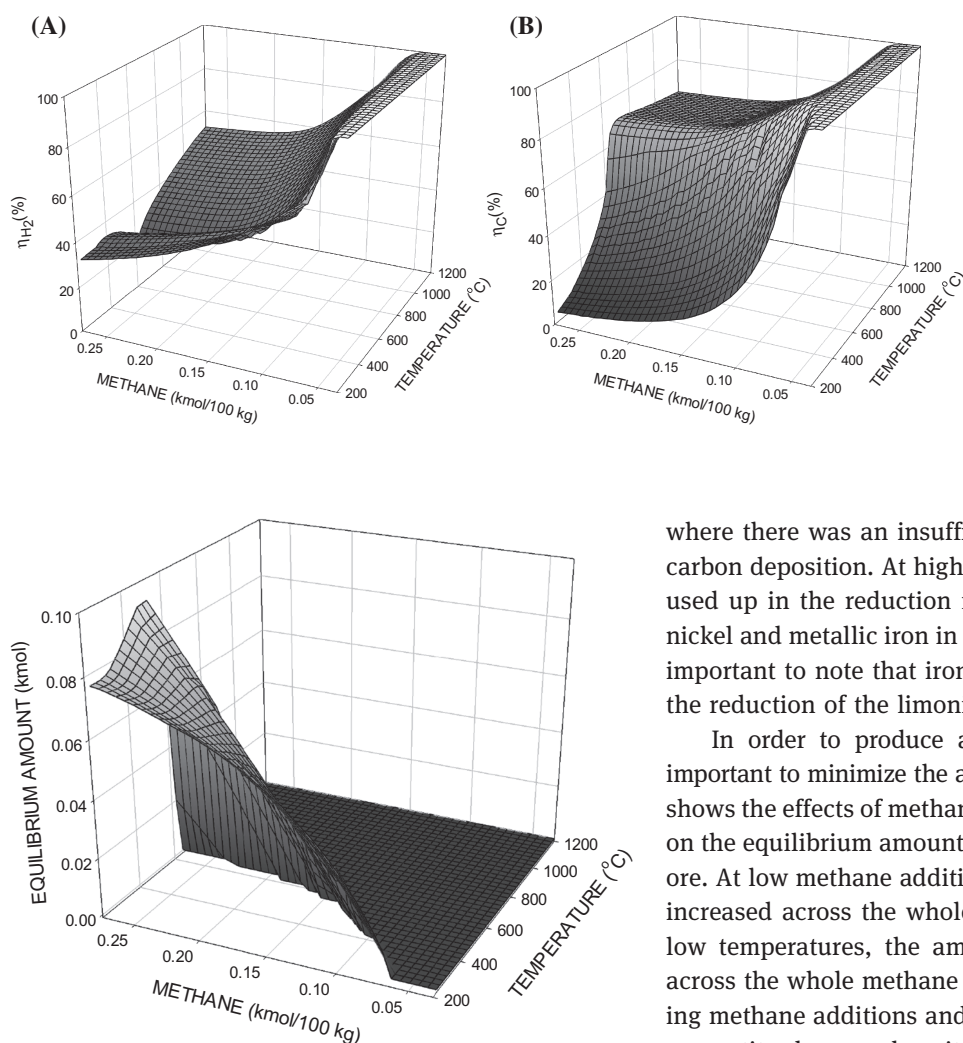 (A)
(B)
100
80
60
40
20
0
ηH2(%)
0.25
0.20
0.15
0.10
0.05
METHANE (kmol/100 kg)
200
400
600
800
1000
1200
TEMPERATURE (°C)
100
80
60
40
20
0
ηC(%)
0.25
0.20
0.15
0.10
0.05
METHANE (kmol/100 kg)
200
400
600
800
1000
1200
TEMPERATURE (°C)
0.10
0.08
0.06
0.04
0.02
0.00
EQUILIBRIUM AMOUNT (kmol)
0.25
0.20
0.15
0.10
0.05
METHANE (kmol/100 kg)
200
400
600
800
1000
1200
TEMPERATURE (°C)
where there was an insuffi
carbon deposition. At high
used up in the reduction
nickel and metallic iron in
important to note that iron
the reduction of the limoni
In order to produce a
important to minimize the a
shows the effects of methan
on the equilibrium amount
ore. At low methane additi
increased across the whole
low temperatures, the am
across the whole methane
ing methane additions and